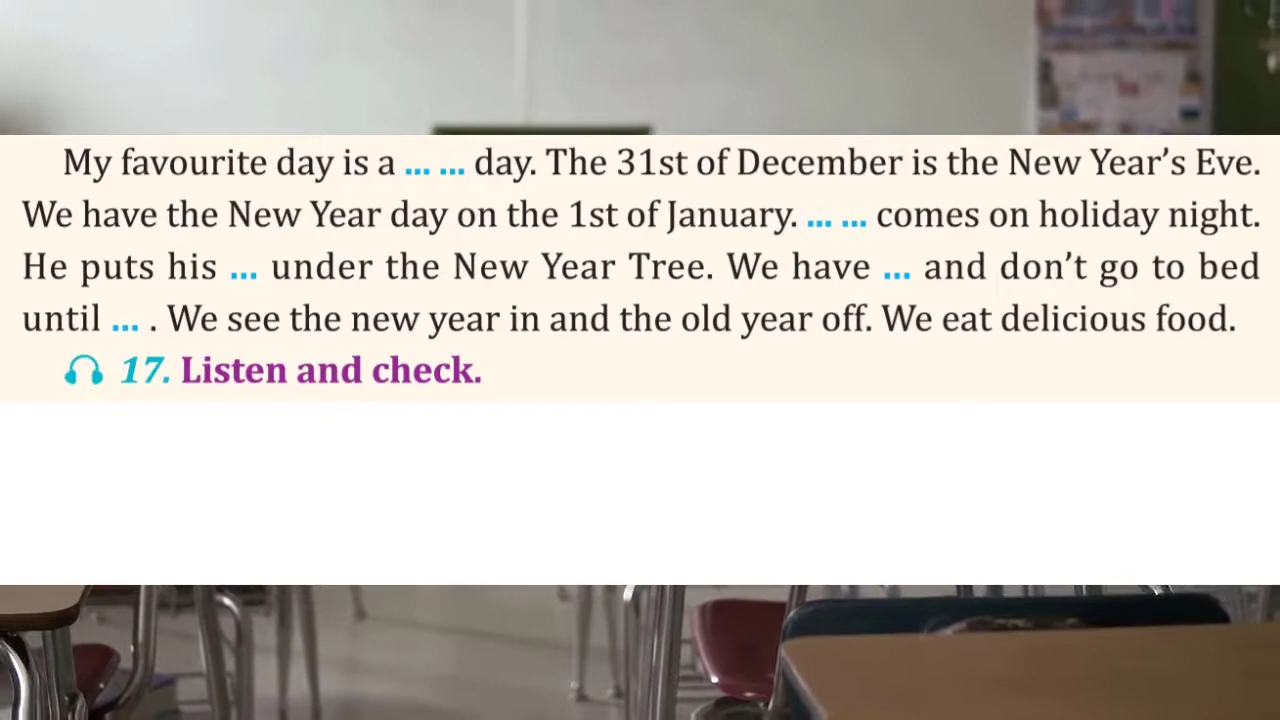 My favourite day is a ... ... day. The 31st of December is the New Year’s Eve.
We have the New Year day on the 1st of January. ... ... comes on holiday night.
He puts his ... under the New Year Tree. We have ... and don’t go to bed
until ... . We see the new year in and the old year off. We eat delicious food.
17. Listen and check.